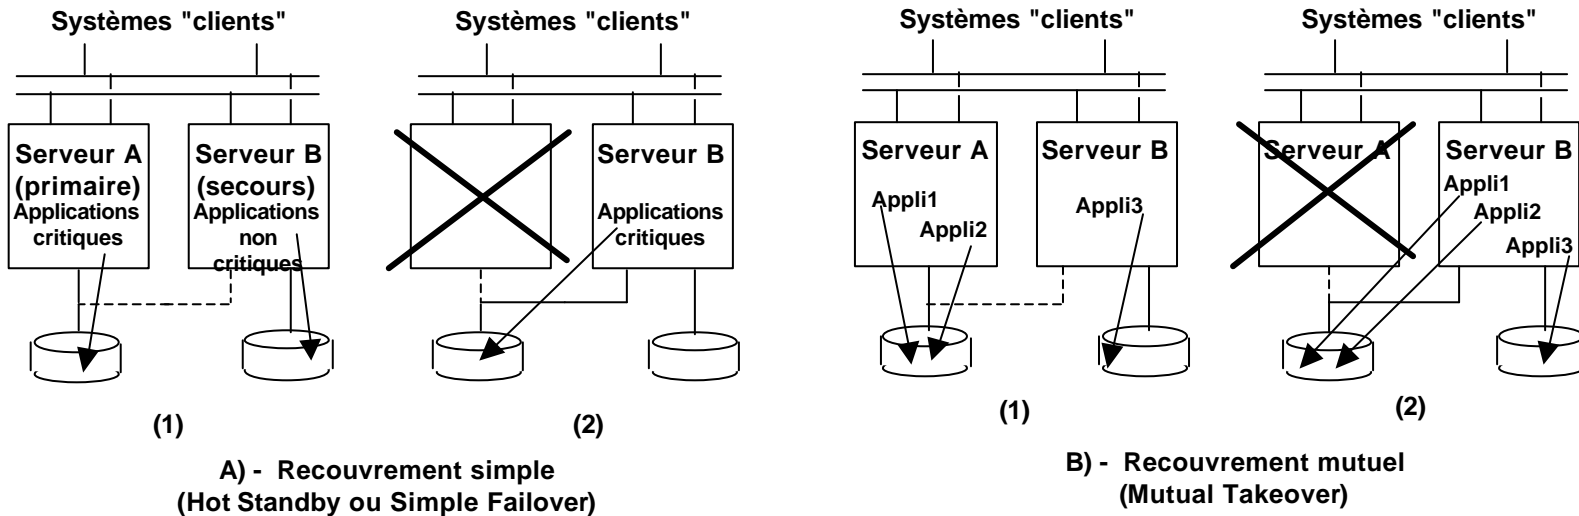 Systèmes "clients"
Serveur A
(primaire)
Applications
critiques
Serveur B
(secours)
Applications
non
critiques
(1)
Systèmes "clients"
Serveur B
Applications
critiques
(2)
A) - Recouvrement simple
(Hot Standby ou Simple Failover)
Systèmes "clients"
Serveur A
Appli1
Appli2
Serveur B
Appli3
(1)
Systèmes "clients"
Serveur A
Serveur B
Appli1
Appli2
Appli3
(2)
B) - Recouvrement mutuel
(Mutual Takeover)